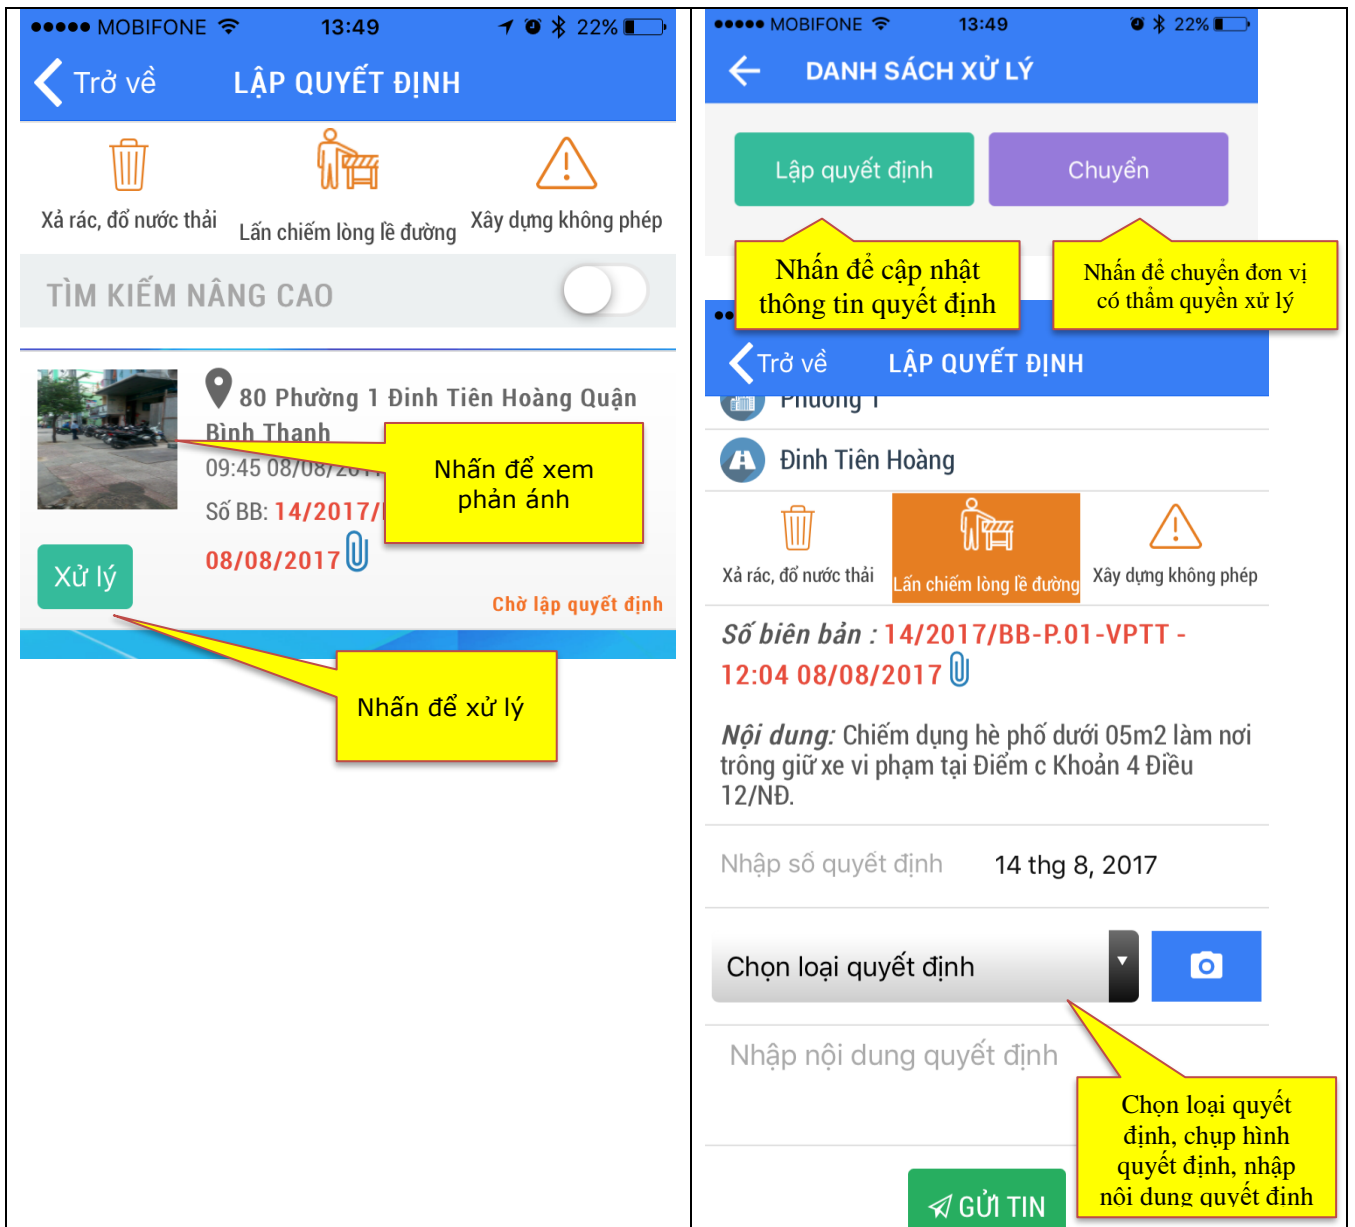 MOBIFONE 13:49 22%
Trở về LẬP QUYẾT ĐỊNH
Xả rác, đổ nước thải Lấn chiếm lòng lề đường Xây dựng không phép
TÌM KIẾM NÂNG CAO
80 Phường 1 Đinh Tiên Hoàng Quận
Bình Thạnh
09:45 08/08/2017
Số BB: 14/2017/
08/08/2017
Xử lý
Chờ lập quyết định
Nhấn để xem
phản ánh
Nhấn để xử lý
MOBIFONE 13:49 22%
DANH SÁCH XỬ LÝ
Lập quyết định Chuyển
Nhấn để cập nhật
thông tin quyết định
Nhấn để chuyển đơn vị
có thẩm quyền xử lý
Trở về LẬP QUYẾT ĐỊNH
Phường 1
Đinh Tiên Hoàng
Xả rác, đổ nước thải Lấn chiếm lòng lề đường Xây dựng không phép
Số biên bản : 14/2017/BB-P.01-VPTT -
12:04 08/08/2017
Nội dung: Chiếm dụng hè phố dưới 05m2 làm nơi
trông giữ xe vi phạm tại Điểm c Khoản 4 Điều
12/NĐ.
Nhập số quyết định 14 thg 8, 2017
Chọn loại quyết định
Nhập nội dung quyết định
Chọn loại quyết
định, chụp hình
quyết định, nhập
nội dung quyết định
GỬI TIN